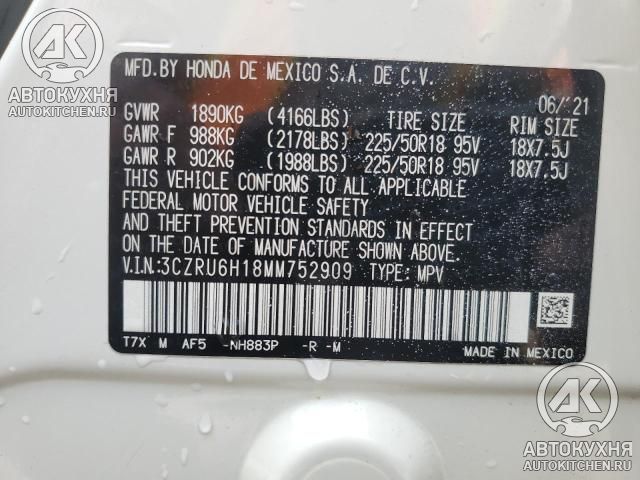 MFD.BY HONDA DE MEXICO S.A. DE C.V.
06/'21
GVWR 1890KG (4166LBS) TIRE SIZE RIM SIZE
GAWR F 988KG (2178LBS) 225/50R18 95V 18X7.5J
GAWR R 902KG (1988LBS) 225/50R18 95V 18X7.5J
THIS VEHICLE CONFORMS TO ALL APPLICABLE
FEDERAL MOTOR VEHICLE SAFETY
AND THEFT PREVENTION STANDARDS IN EFFECT
ON THE DATE OF MANUFACTURE SHOWN ABOVE.
V.I.N.:3CZRU6H18MM752909 TYPE: MPV
T7X M AF5 -NH883P -R -M
MADE IN MEXICO
АК
АВТОКУХНЯ
AUTOKITCHEN.RU
АК
АВТОКУХНЯ
AUTOKITCHEN.RU